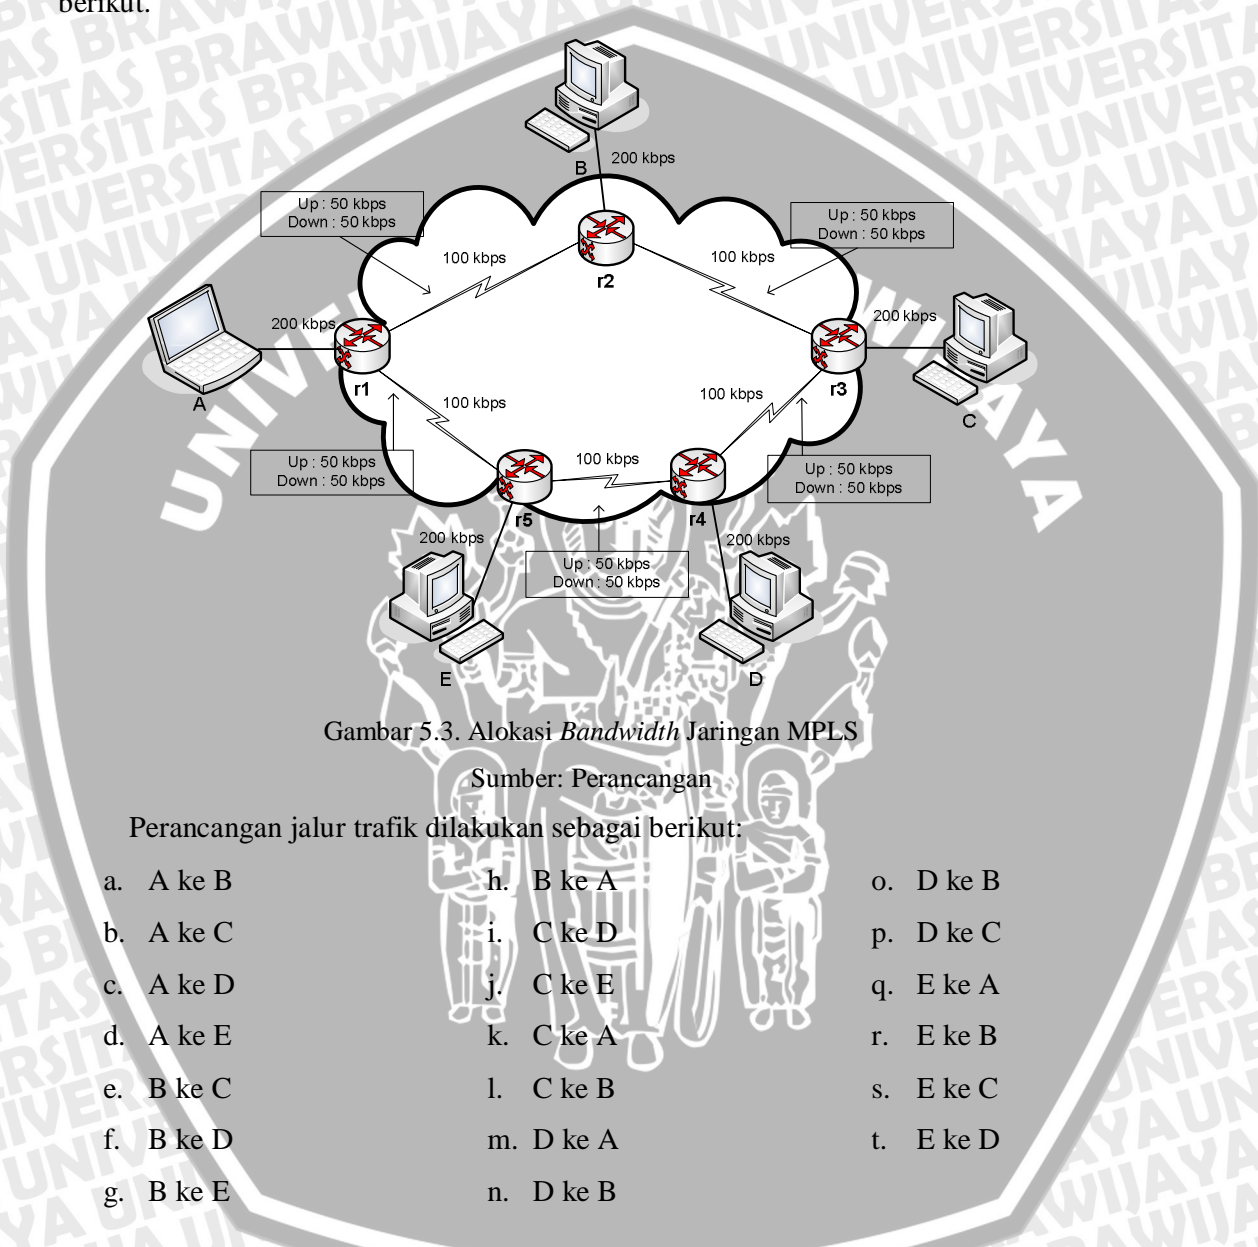 berikut.
B
200 kbps
Up : 50 kbps
Down : 50 kbps
Up : 50 kbps
Down : 50 kbps
100 kbps
100 kbps
r2
200 kbps
200 kbps
r1
r3
A
C
100 kbps
100 kbps
Up : 50 kbps
Down : 50 kbps
100 kbps
Up : 50 kbps
Down : 50 kbps
r5
r4
200 kbps
200 kbps
Up : 50 kbps
Down : 50 kbps
E
D
Gambar 5.3. Alokasi Bandwidth Jaringan MPLS
Sumber: Perancangan
Perancangan jalur trafik dilakukan sebagai berikut:
a. A ke B
b. A ke C
c. A ke D
d. A ke E
e. B ke C
f. B ke D
g. B ke E
h. B ke A
i. C ke D
j. C ke E
k. C ke A
l. C ke B
m. D ke A
n. D ke B
o. D ke B
p. D ke C
q. E ke A
r. E ke B
s. E ke C
t. E ke D